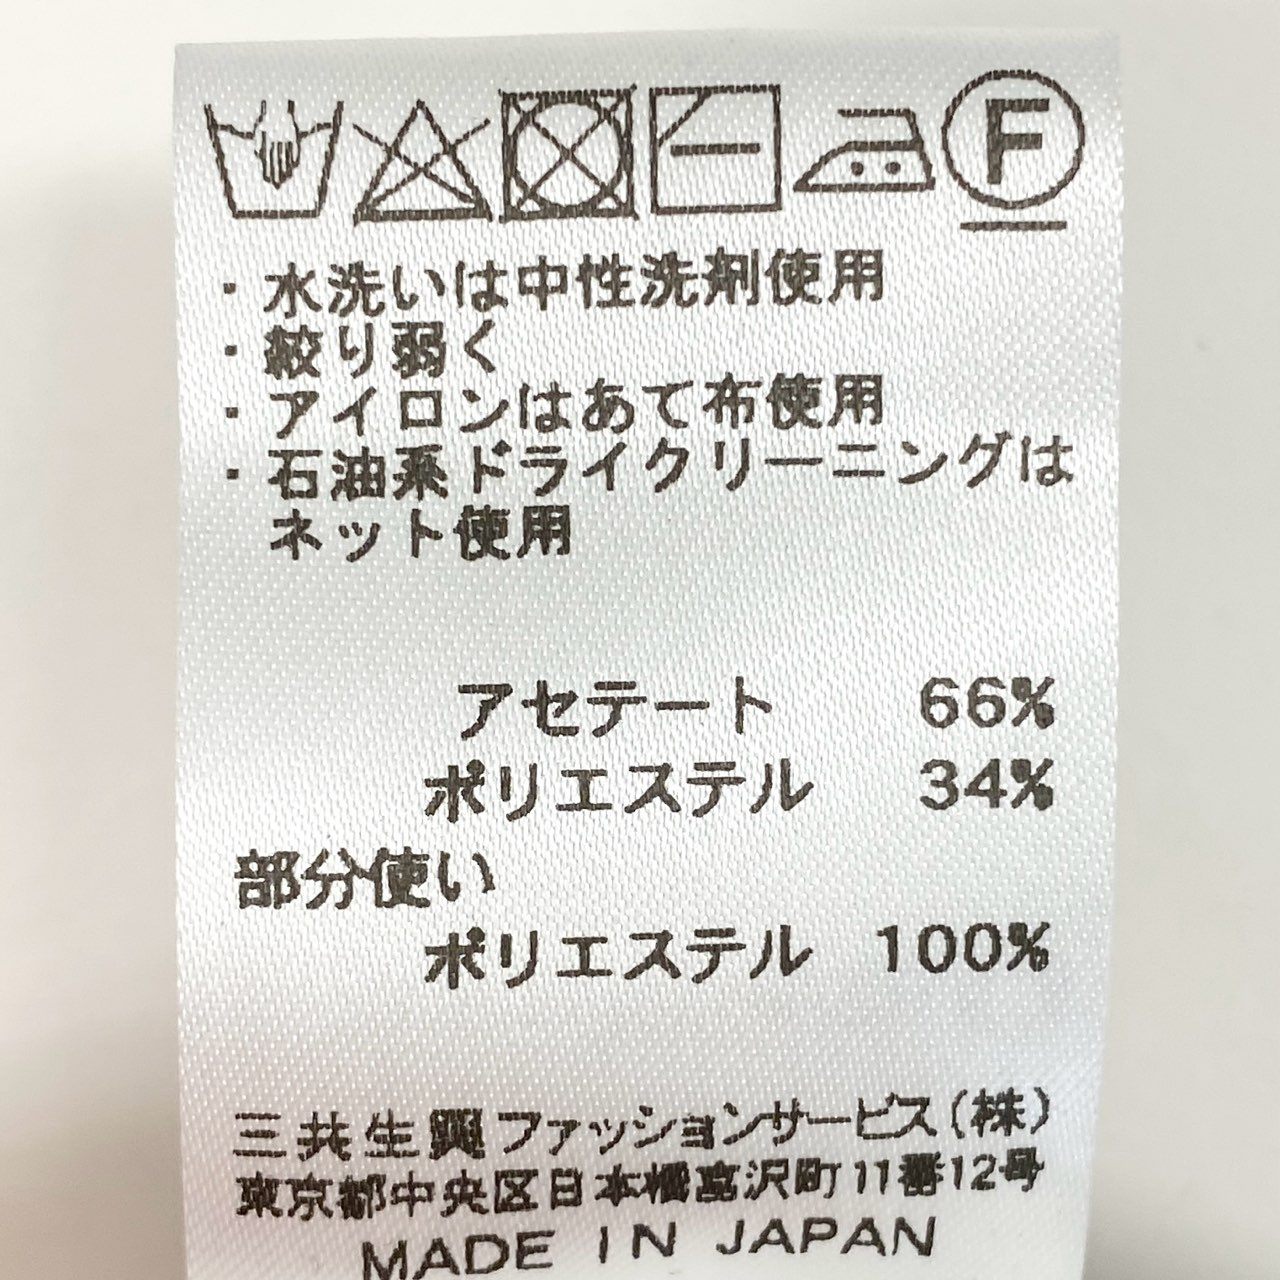 F
・水洗いは中性洗剤使用
・絞り弱く
・アイロンはあて布使用
・石油系ドライクリーニングは
ネット使用
アセテート 66%
ポリエステル 34%
部分使い
ポリエステル 100%
三共生興ファッションサービス(株)
東京都中央区日本橋富沢町11番12号
MADE IN JAPAN